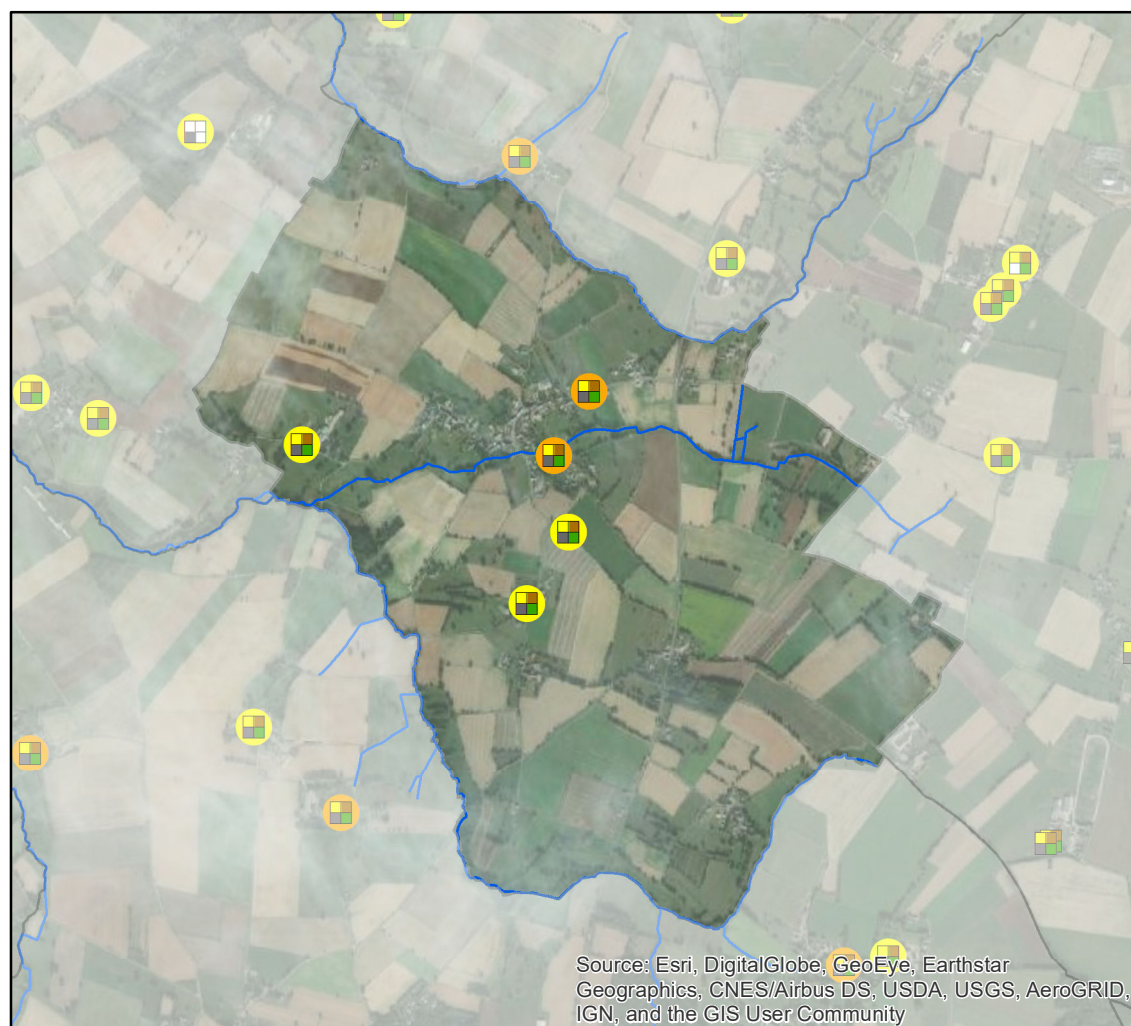 Source: Esri, DigitalGlobe, GeoEye, Earthstar
Geographics, CNES/Airbus DS, USDA, USGS, AeroGRID,
IGN, and the GIS User Community